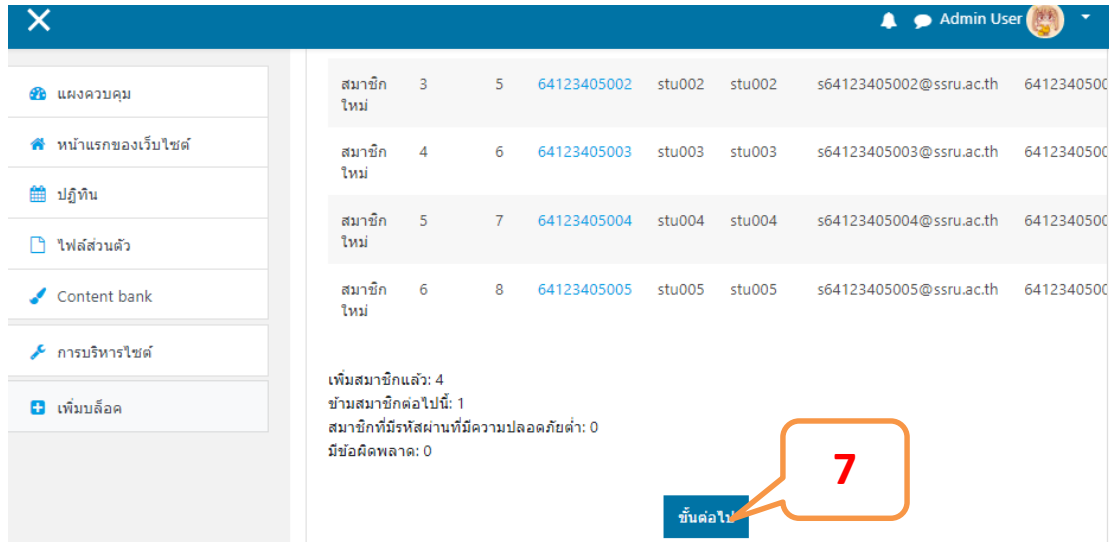 Admin User
แผงควบคุม
หน้าแรกของเว็บไซต์
ปฏิทิน
ไฟล์ส่วนตัว
Content bank
การบริหารไซต์
เพิ่มบล็อค
สมาชิกใหม่ 3 5 64123405002 stu002 stu002 s64123405002@ssru.ac.th 6412340500
สมาชิกใหม่ 4 6 64123405003 stu003 stu003 s64123405003@ssru.ac.th 6412340500
สมาชิกใหม่ 5 7 64123405004 stu004 stu004 s64123405004@ssru.ac.th 6412340500
สมาชิกใหม่ 6 8 64123405005 stu005 stu005 s64123405005@ssru.ac.th 6412340500
เพิ่มสมาชิกแล้ว: 4
ข้ามสมาชิกต่อไปนี้: 1
สมาชิกที่มีรหัสผ่านที่มีความปลอดภัยต่ำ: 0
มีข้อผิดพลาด: 0
7
ขั้นต่อไป